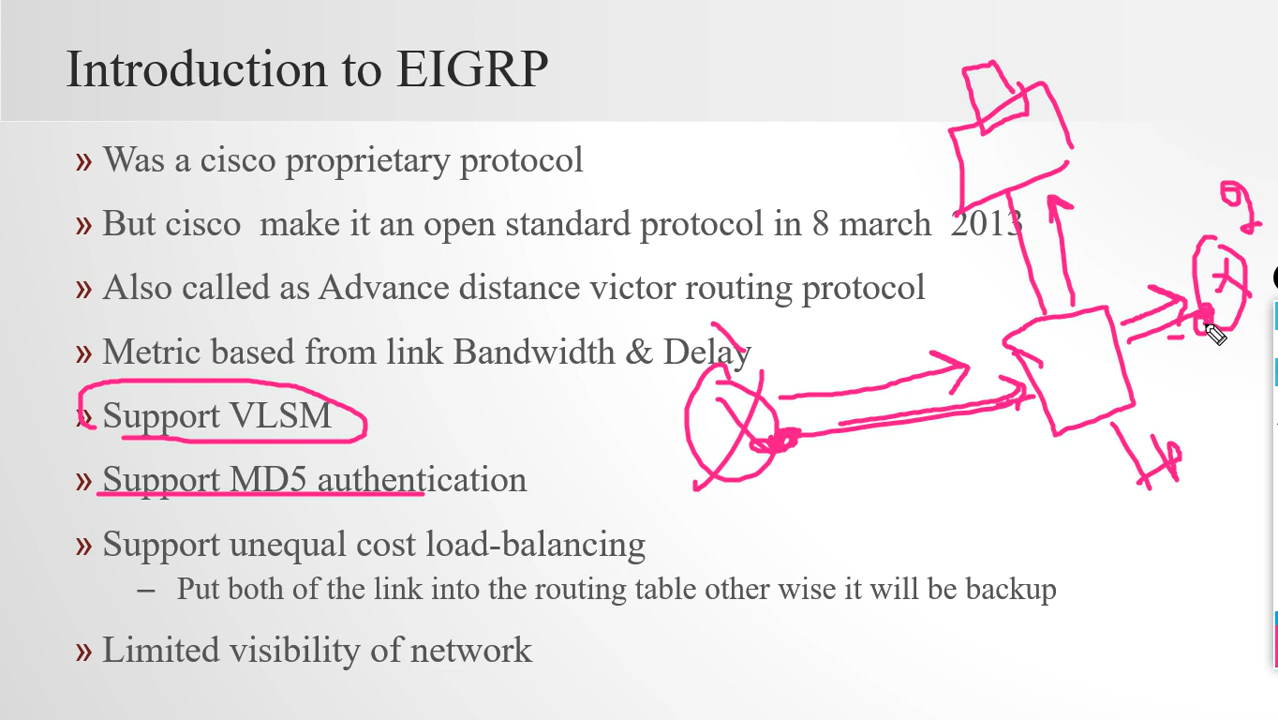 Introduction to EIGRP
» Was a cisco proprietary protocol
» But cisco make it an open standard protocol in 8 march 2013
» Also called as Advance distance victor routing protocol
» Metric based from link Bandwidth & Delay
» Support VLSM
» Support MD5 authentication
» Support unequal cost load-balancing
– Put both of the link into the routing table other wise it will be backup
» Limited visibility of network